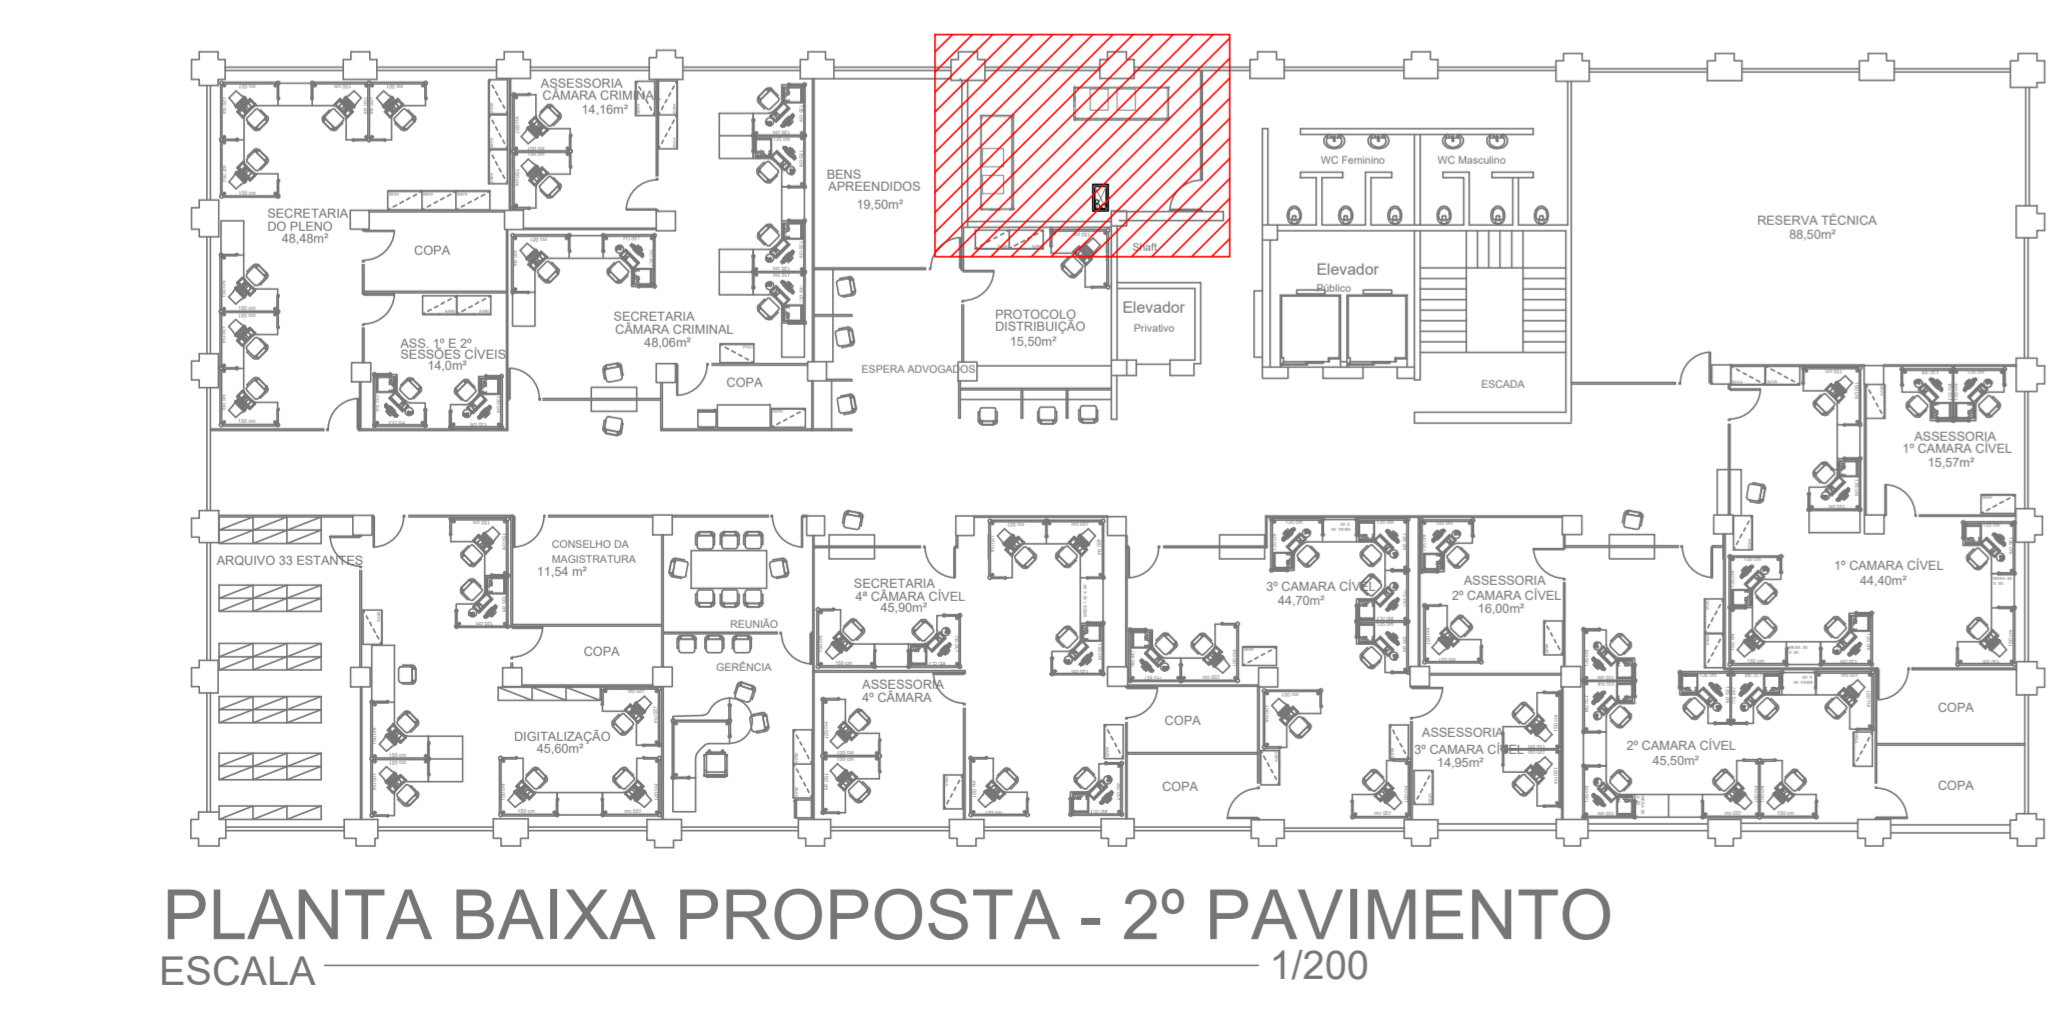 ASSESSORIA
CÂMARA CRIMINAL
14,16m²
BENS
APREENDIDOS
19,50m²
WC Feminino
WC Masculino
SECRETARIA
DO PLENO
48,48m²
COPA
RESERVA TÉCNICA
88,50m²
Shaft
Elevador
Público
SECRETARIA
CÂMARA CRIMINAL
48,06m²
PROTOCOLO
DISTRIBUIÇÃO
15,50m²
Elevador
Privativo
ASS. 1º E 2º
SESSÕES CÍVEIS
14,0m²
COPA
ESPERA ADVOGADOS
ESCADA
ASSESSORIA
1º CAMARA CÍVEL
15,57m²
ARQUIVO 33 ESTANTES
CONSELHO DA
MAGISTRATURA
11,54 m²
REUNIÃO
SECRETARIA
4ª CÂMARA CÍVEL
45,90m²
3º CAMARA CÍVEL
44,70m²
ASSESSORIA
2º CAMARA CÍVEL
16,00m²
1º CAMARA CÍVEL
44,40m²
COPA
GERÊNCIA
ASSESSORIA
4º CÂMARA
DIGITALIZAÇÃO
45,60m²
COPA
COPA
ASSESSORIA
3º CAMARA CÍVEL
14,95m²
2º CAMARA CÍVEL
45,50m²
COPA
COPA
PLANTA BAIXA PROPOSTA - 2º PAVIMENTO
ESCALA
1/200